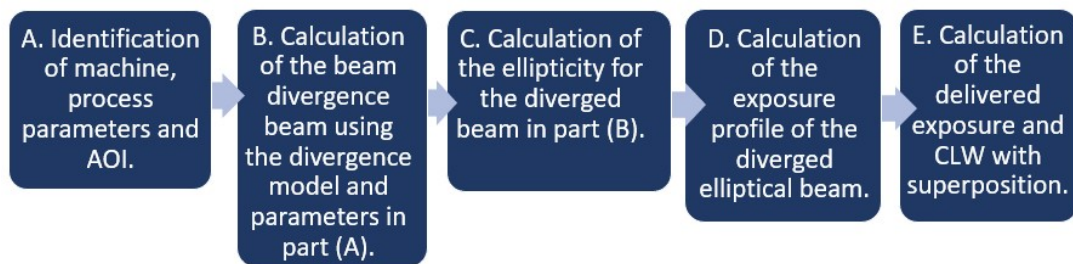 A. Identification
of machine,
process
parameters and
AOI.
B. Calculation
of the beam
divergence
beam using
the divergence
model and
parameters in
part (A).
C. Calculation of
the ellipticity for
the diverged
beam in part (B).
D. Calculation
of the
exposure
profile of the
diverged
elliptical beam.
E. Calculation
of the
delivered
exposure and
CLW with
superposition.